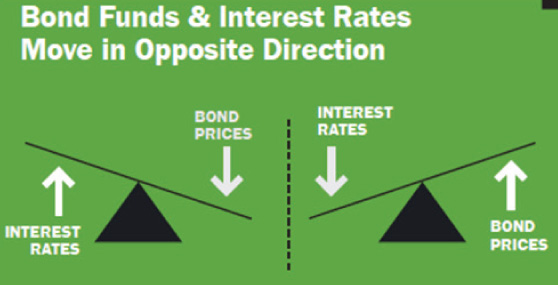 Bond Funds & Interest Rates
Move in Opposite Direction
BOND
PRICES
INTEREST
RATES
INTEREST
RATES
BOND
PRICES